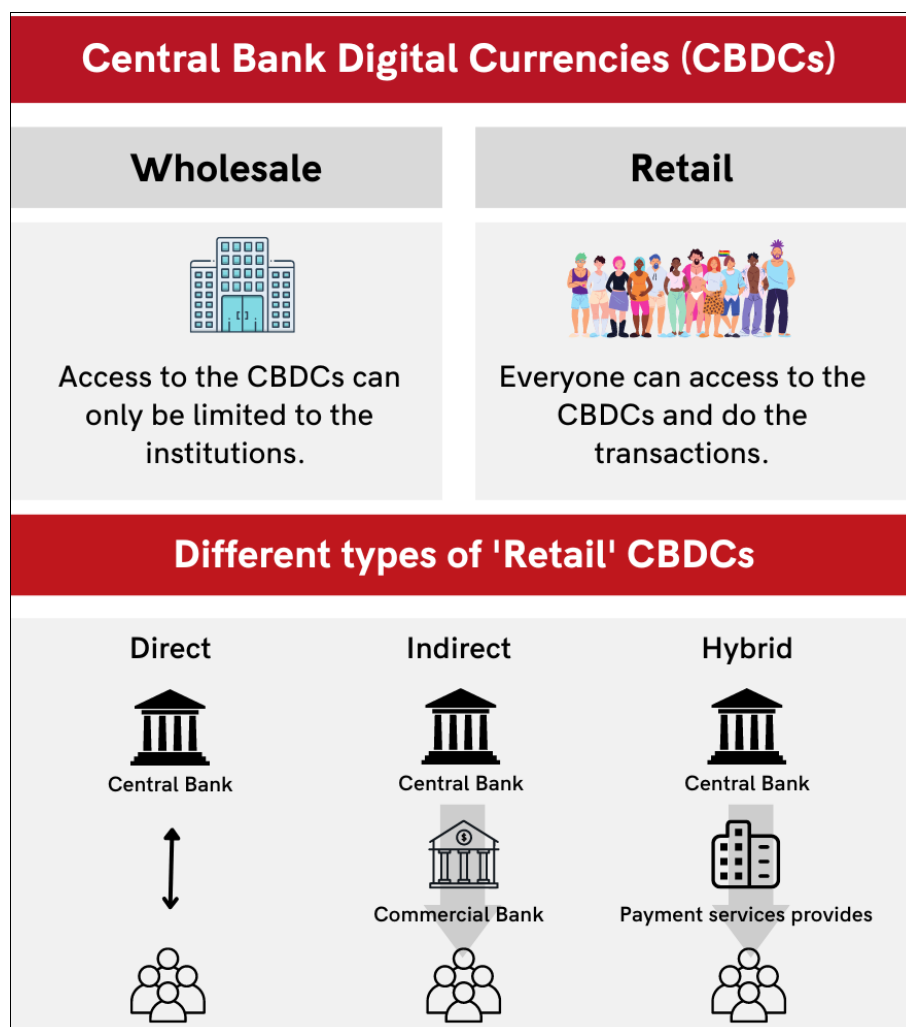 Central Bank Digital Currencies (CBDCs)
Wholesale
Access to the CBDCs can
only be limited to the
institutions.
Retail
Everyone can access to the
CBDCs and do the
transactions.
Different types of 'Retail' CBDCs
Direct
Central Bank
Indirect
Central Bank
$
Commercial Bank
Hybrid
Central Bank
Payment services provides